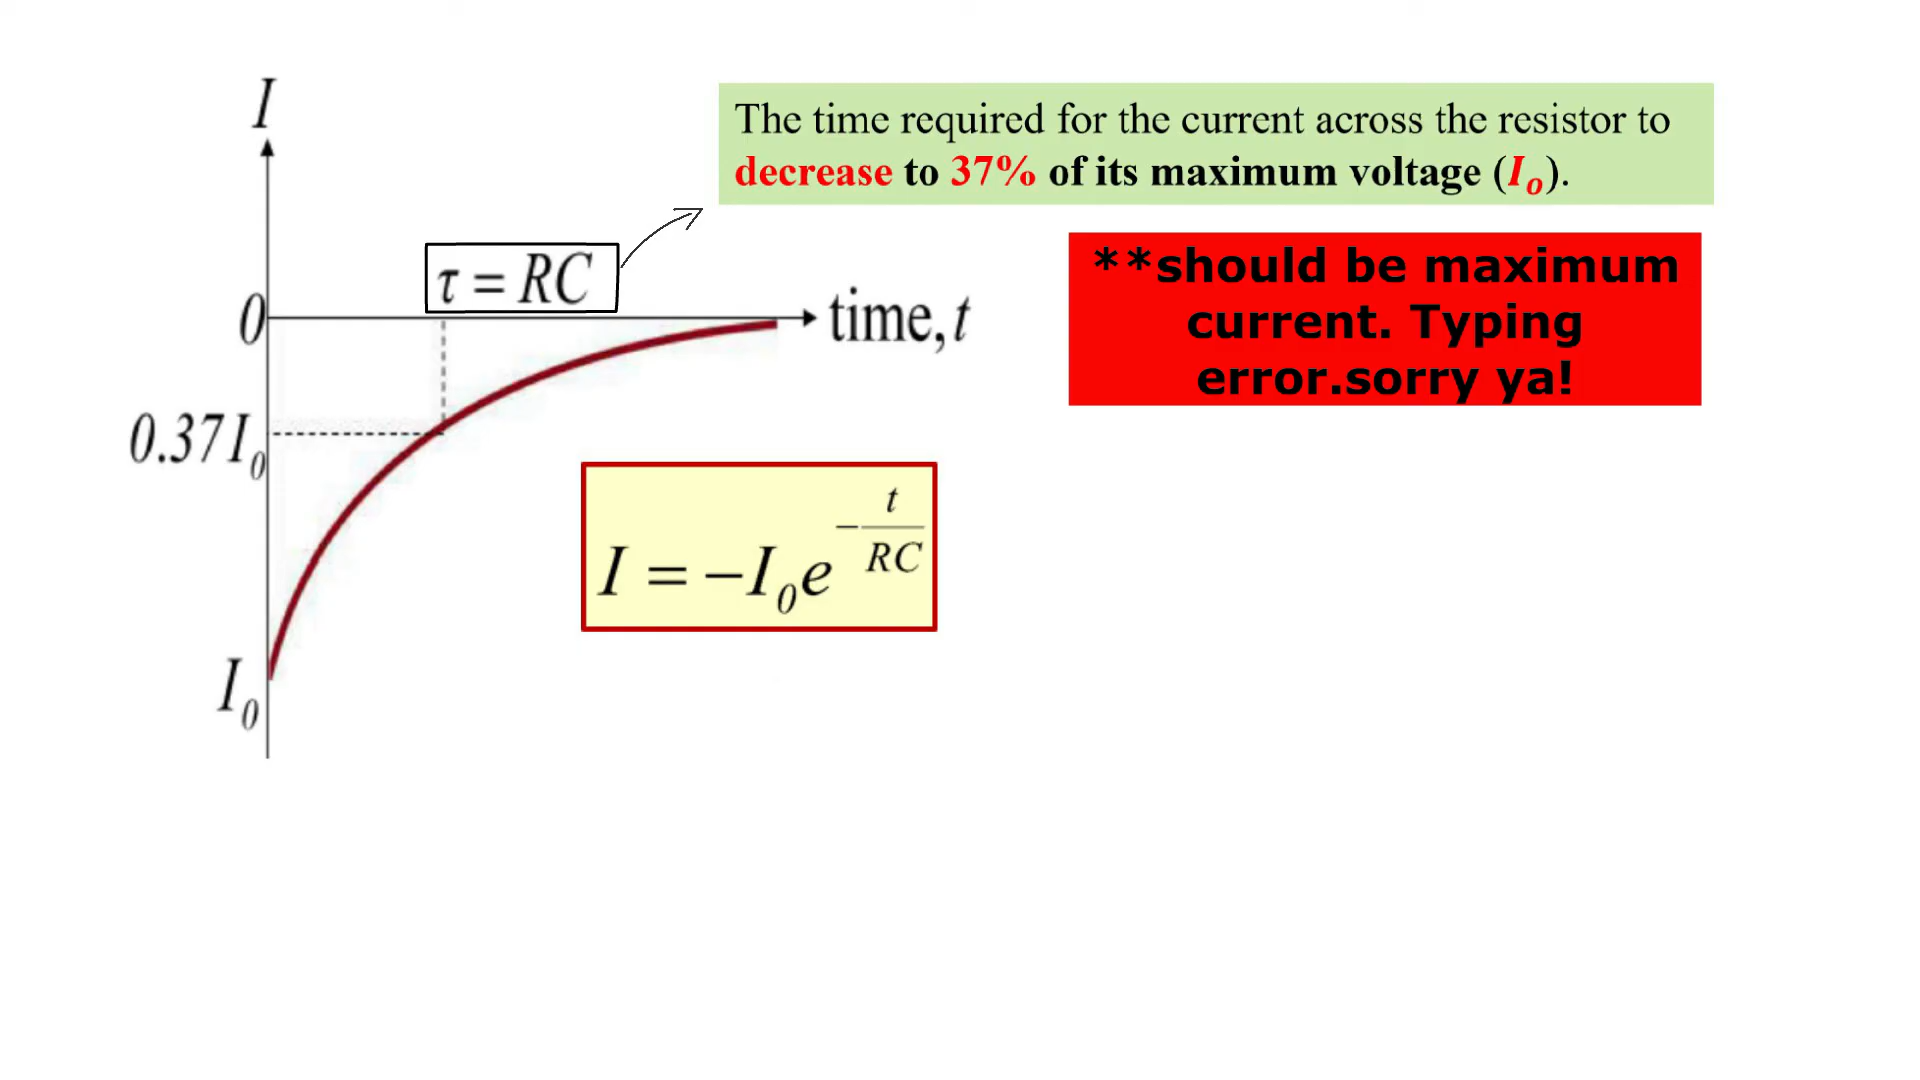 I
The time required for the current across the resistor to
decrease to 37% of its maximum voltage (Iₒ).
**should be maximum
current. Typing
error.sorry ya!
τ = RC
0
time, t
0.37I₀
I = −I₀e^(−t/RC)
I₀